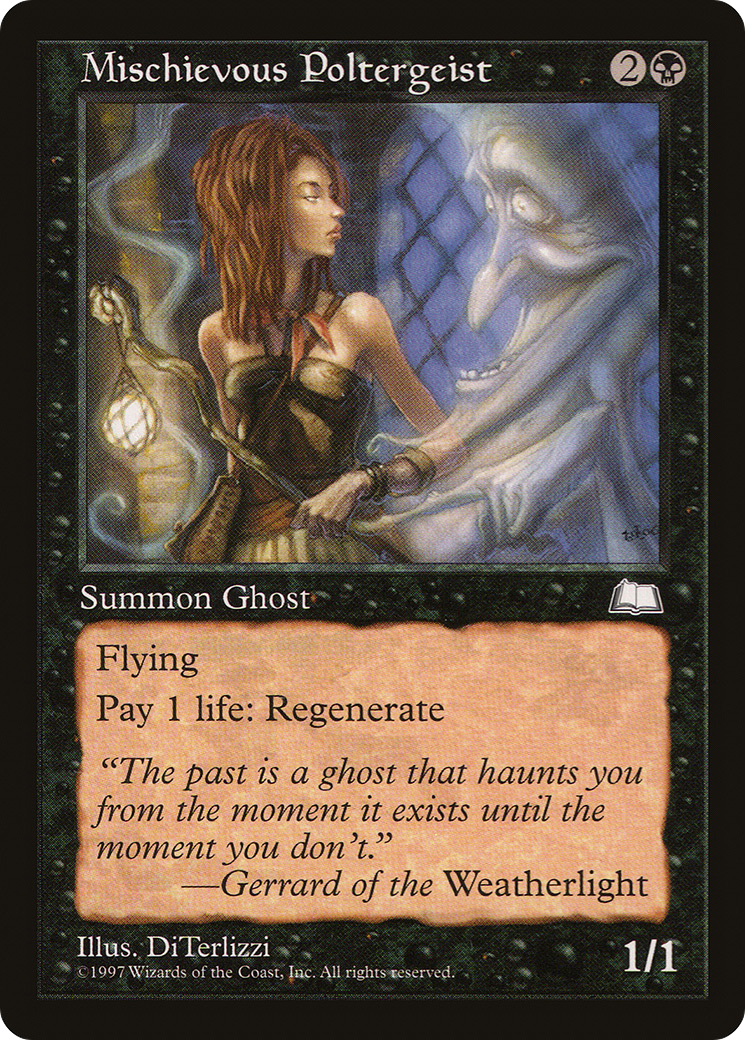 Mischievous Poltergeist 2
Summon Ghost
Flying
Pay 1 life: Regenerate
“The past is a ghost that haunts you
from the moment it exists until the
moment you don’t.”
—Gerrard of the Weatherlight
Illus. DiTerlizzi
©1997 Wizards of the Coast, Inc. All rights reserved.
1/1